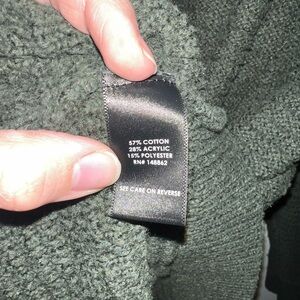 57% COTTON
28% ACRYLIC
15% POLYESTER
RN# 148862
SEE CARE ON REVERSE